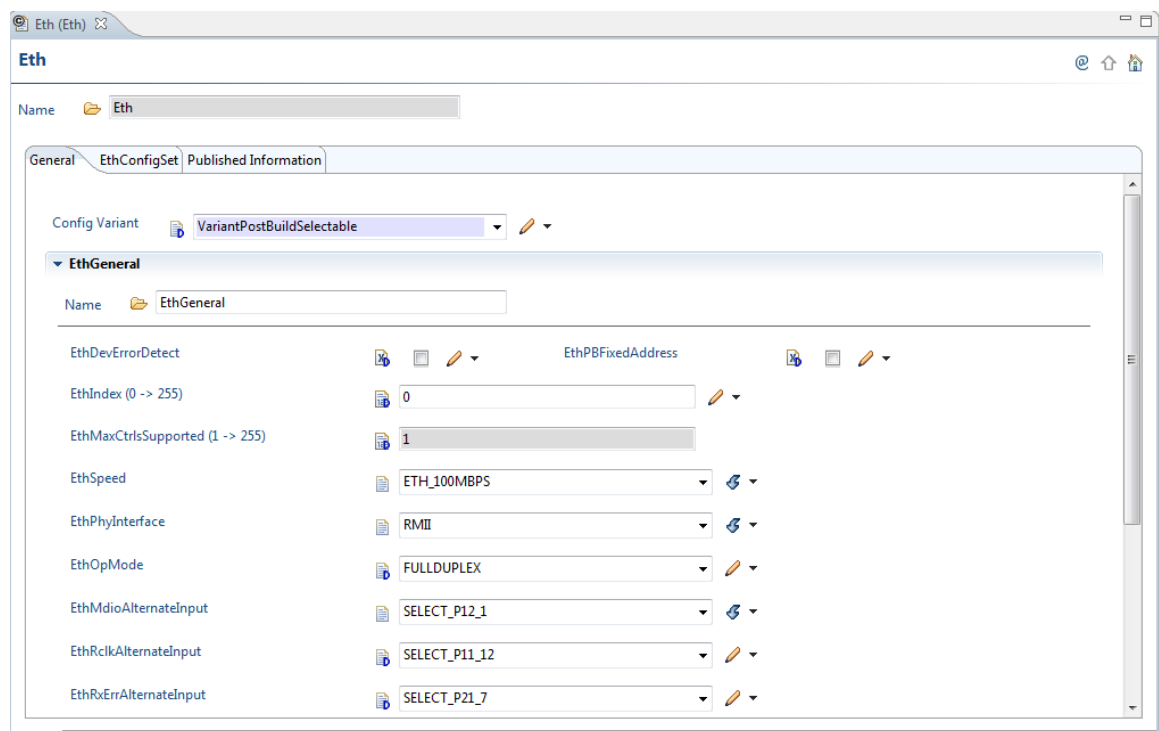 Eth (Eth)
Eth
Name Eth
General EthConfigSet Published Information
Config Variant VariantPostBuildSelectable
EthGeneral
Name EthGeneral
EthDevErrorDetect EthPBFixedAddress
EthIndex (0 -> 255) 0
EthMaxCtrlsSupported (1 -> 255) 1
EthSpeed ETH_100MBPS
EthPhyInterface RMII
EthOpMode FULLDUPLEX
EthMdioAlternateInput SELECT_P12_1
EthRclkAlternateInput SELECT_P11_12
EthRxErrAlternateInput SELECT_P21_7